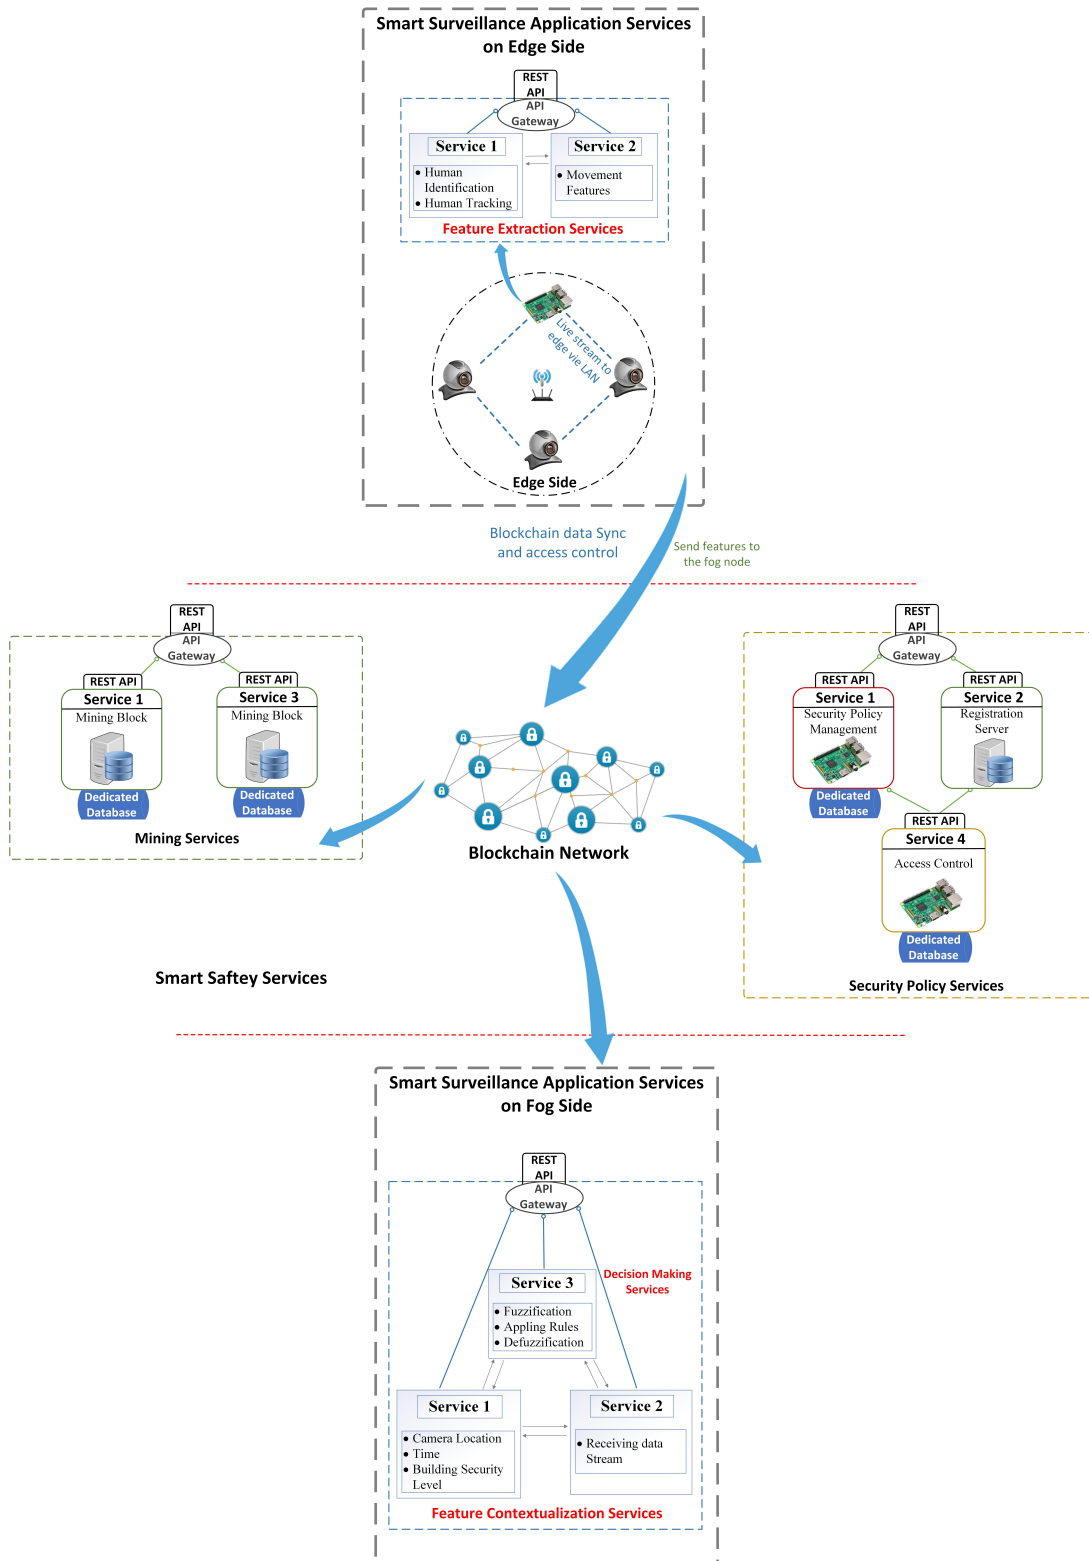 Smart Surveillance Application Services
on Edge Side
REST
API
API
Gateway
Service 1
● Human
Identification
● Human Tracking
Service 2
● Movement
Features
Feature Extraction Services
Live stream to
edge vie LAN
Edge Side
Blockchain data Sync
and access control
Send features to
the fog node
REST
API
API
Gateway
REST API
Service 1
Mining Block
Dedicated
Database
REST API
Service 3
Mining Block
Dedicated
Database
Mining Services
Blockchain Network
REST
API
API
Gateway
REST API
Service 1
Security Policy
Management
Dedicated
Database
REST API
Service 2
Registration
Server
REST API
Service 4
Access Control
Dedicated
Database
Security Policy Services
Smart Saftey Services
Smart Surveillance Application Services
on Fog Side
REST
API
API
Gateway
Decision Making
Services
Service 3
● Fuzzification
● Appling Rules
● Defuzzification
Service 1
● Camera Location
● Time
● Building Security
Level
Service 2
● Receiving data
Stream
Feature Contextualization Services